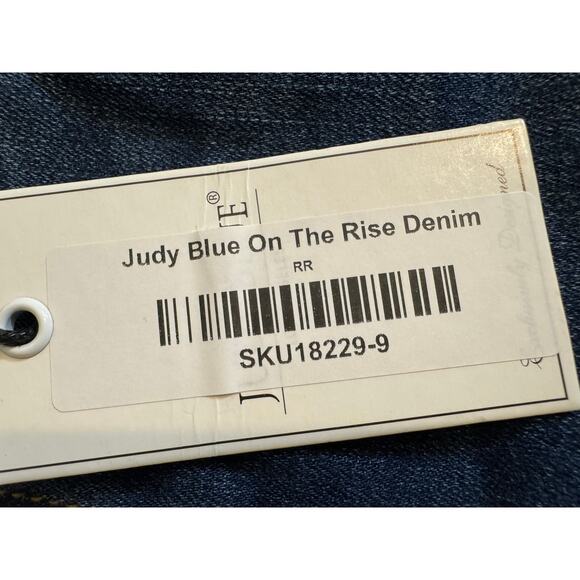 Judy Blue On The Rise Denim
RR
SKU18229-9